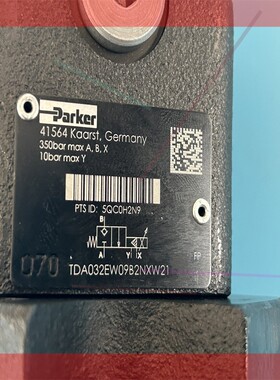 Parker
41564 Kaarst, Germany
350bar max A, B, X
10bar max Y
PTS ID: 5QC0H2N9
B
A Y X
070
FP
TDA032EW09B2NXW21